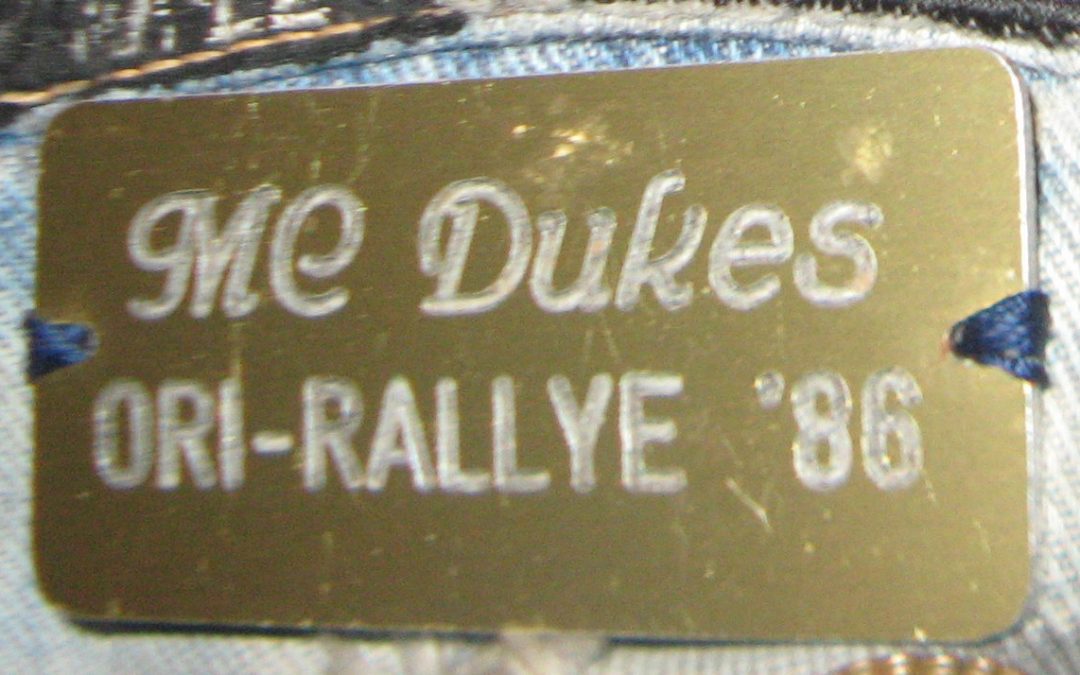 MC Dukes
ORI-RALLYE '86